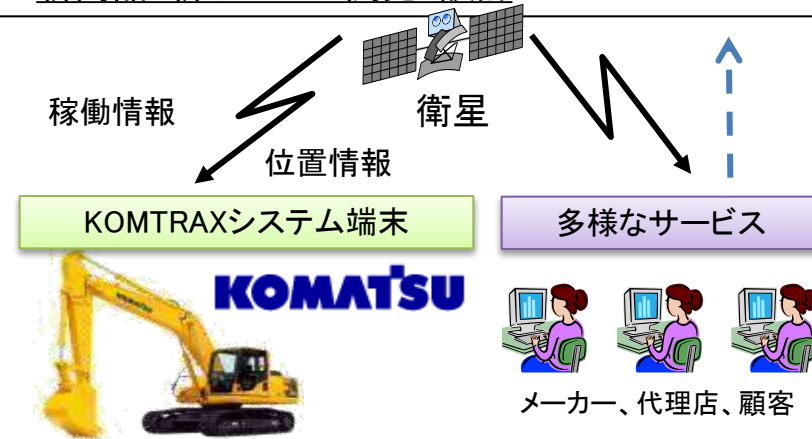 稼働情報
衛星
位置情報
KOMTRAXシステム端末
多様なサービス
KOMATSU
メーカー、代理店、顧客